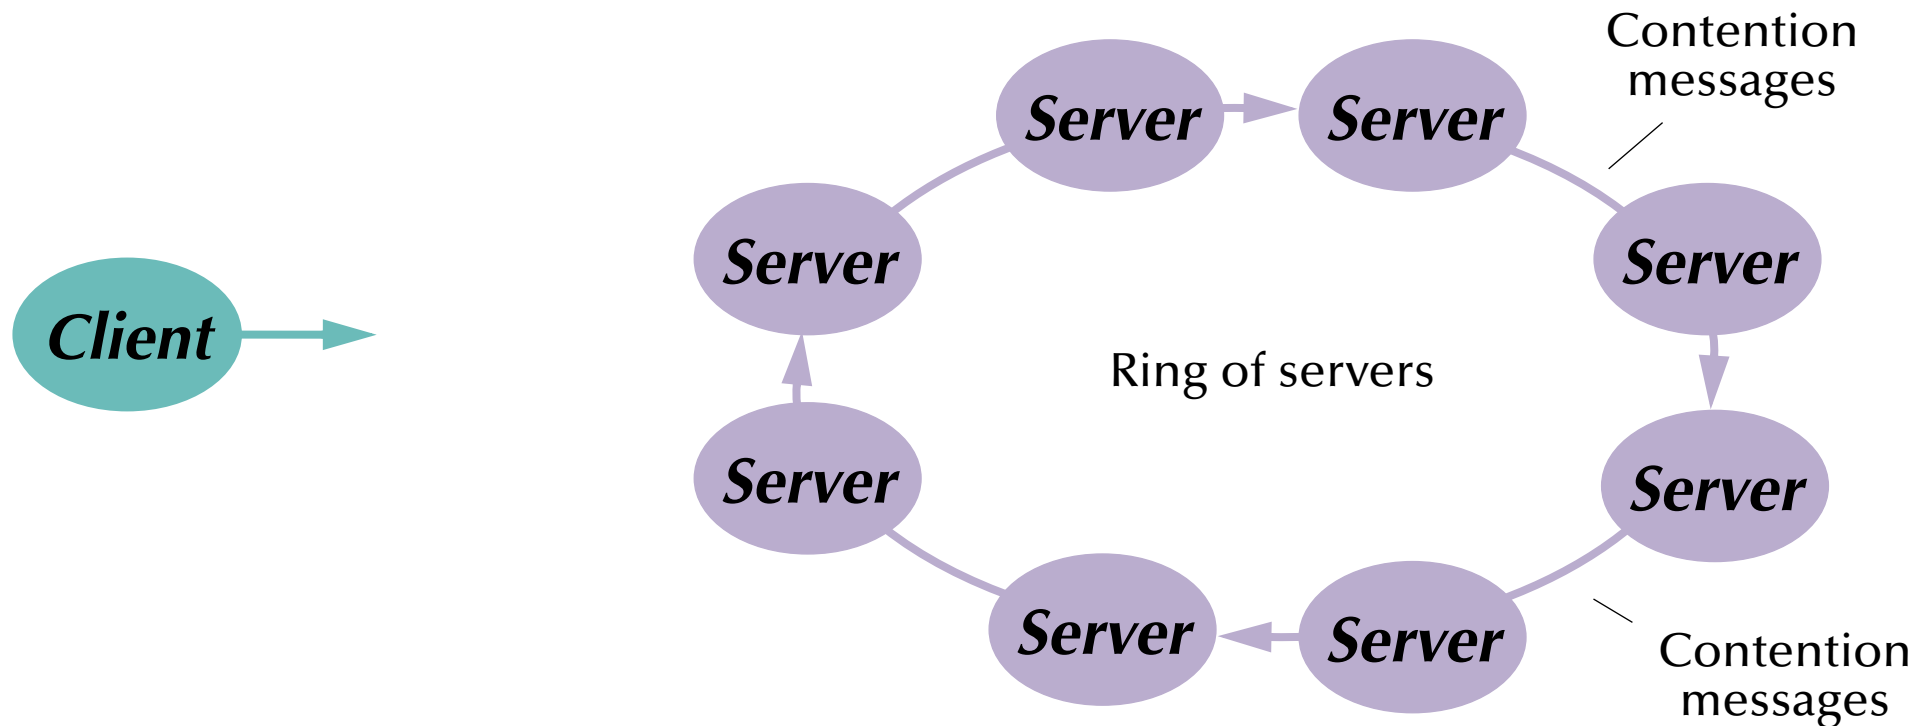 Contention
messages
Server
Server
Server
Server
Client
Ring of servers
Server
Server
Server
Server
Contention
messages